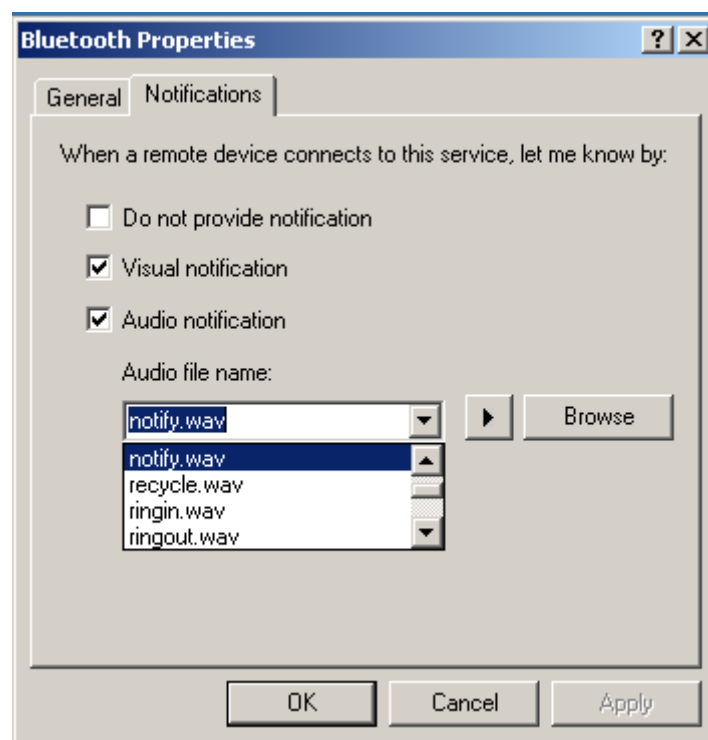 Bluetooth Properties
General Notifications
When a remote device connects to this service, let me know by:
Do not provide notification
Visual notification
Audio notification
Audio file name:
notify.wav Browse
notify.wav
recycle.wav
ringin.wav
ringout.wav
OK Cancel Apply